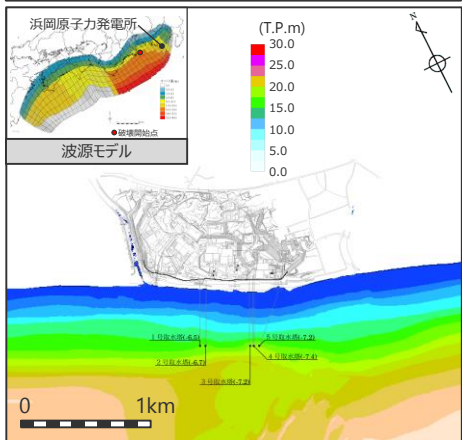 浜岡原子力発電所
●破壊開始点
波源モデル
(T.P.m)
30.0
25.0
20.0
15.0
10.0
5.0
0.0
N
1号取水塔(-6.5)
5号取水塔(-7.2)
2号取水塔(-6.7)
4号取水塔(-7.4)
3号取水塔(-7.2)
0 1km